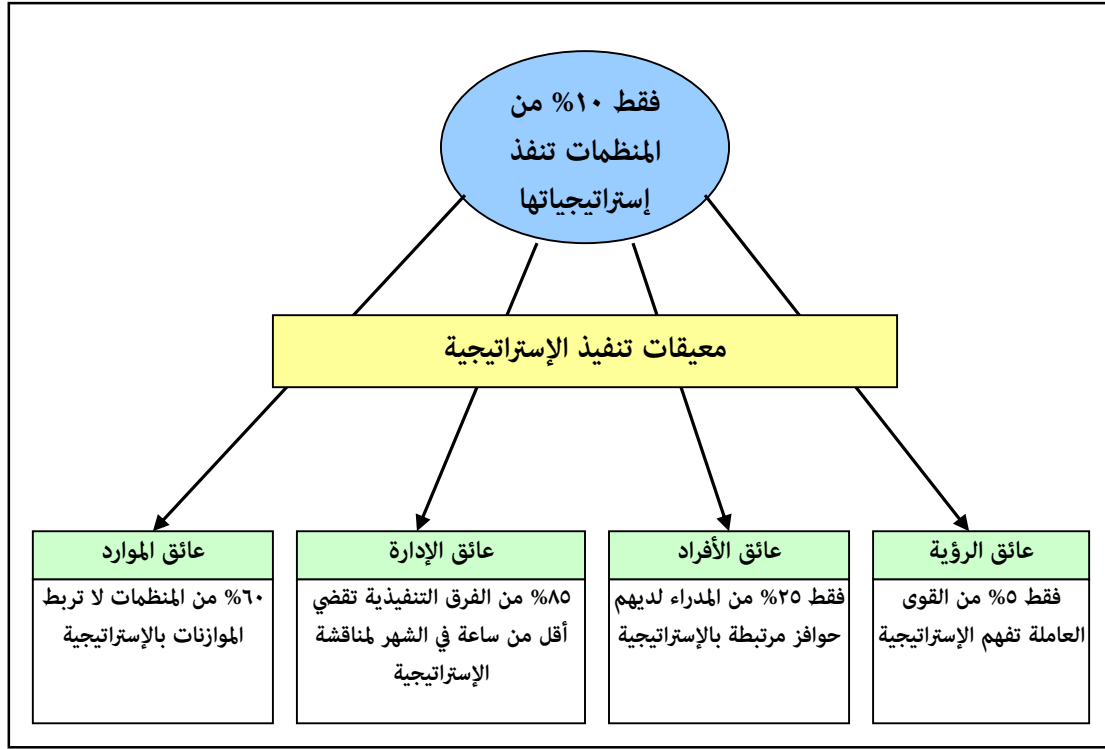 فقط ١٠% من
المنظمات تنفذ
إستراتيجياتها
معيقات تنفيذ الإستراتيجية
عائق الرؤية
فقط ٥% من القوى
العاملة تفهم الإستراتيجية
عائق الأفراد
فقط ٢٥% من المدراء لديهم
حوافز مرتبطة بالإستراتيجية
عائق الإدارة
٨٥% من الفرق التنفيذية تقضي
أقل من ساعة في الشهر لمناقشة
الإستراتيجية
عائق الموارد
٦٠% من المنظمات لا تربط
الموازنات بالإستراتيجية